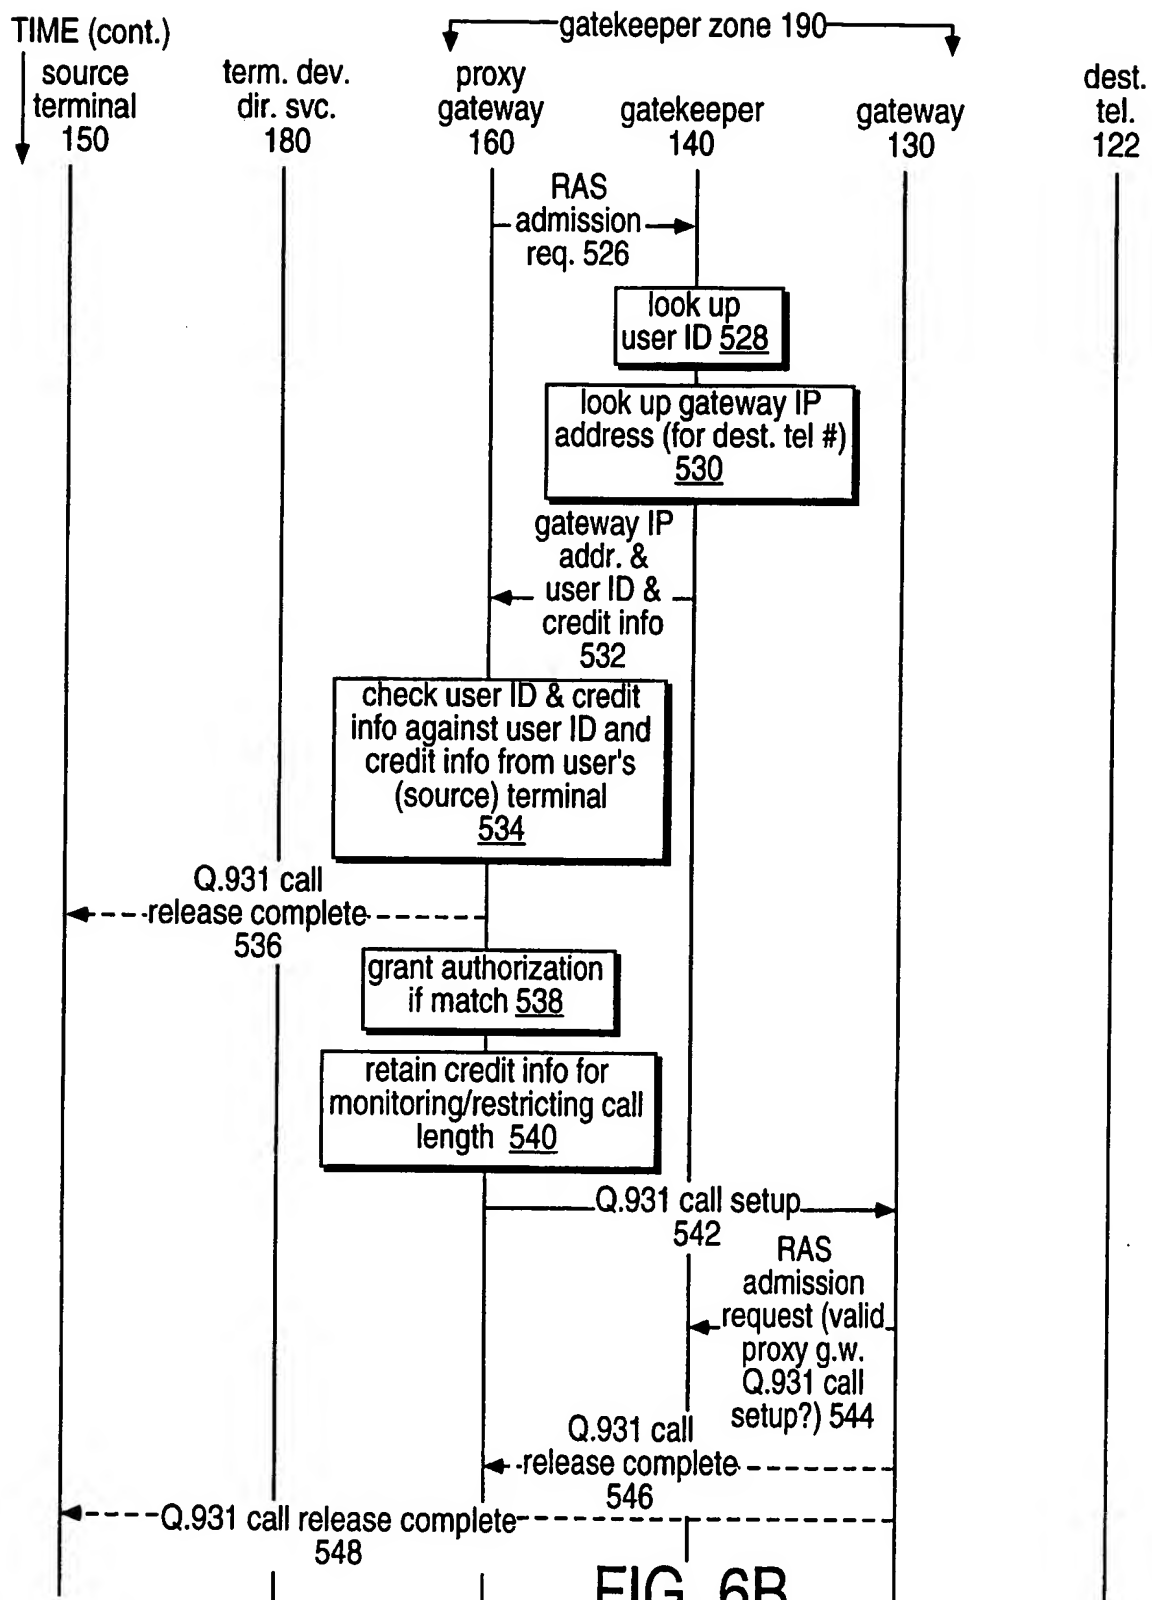 TIME (cont.)
gatekeeper zone 190
source
terminal
150
term. dev.
dir. svc.
180
proxy
gateway
160
gatekeeper
140
gateway
130
dest.
tel.
122
RAS
admission
req. 526
look up
user ID 528
look up gateway IP
address (for dest. tel #)
530
gateway IP
addr. &
user ID &
credit info
532
check user ID & credit
info against user ID and
credit info from user's
(source) terminal
534
Q.931 call
release complete
536
grant authorization
if match 538
retain credit info for
monitoring/restricting call
length 540
Q.931 call setup
542
RAS
admission
request (valid
proxy g.w.
Q.931 call
setup?) 544
Q.931 call
release complete
546
Q.931 call release complete
548
FIG. 6B